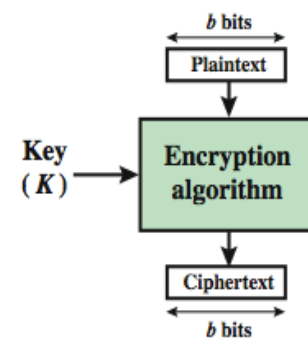 b bits
Plaintext
Key
(K)
Encryption
algorithm
Ciphertext
b bits